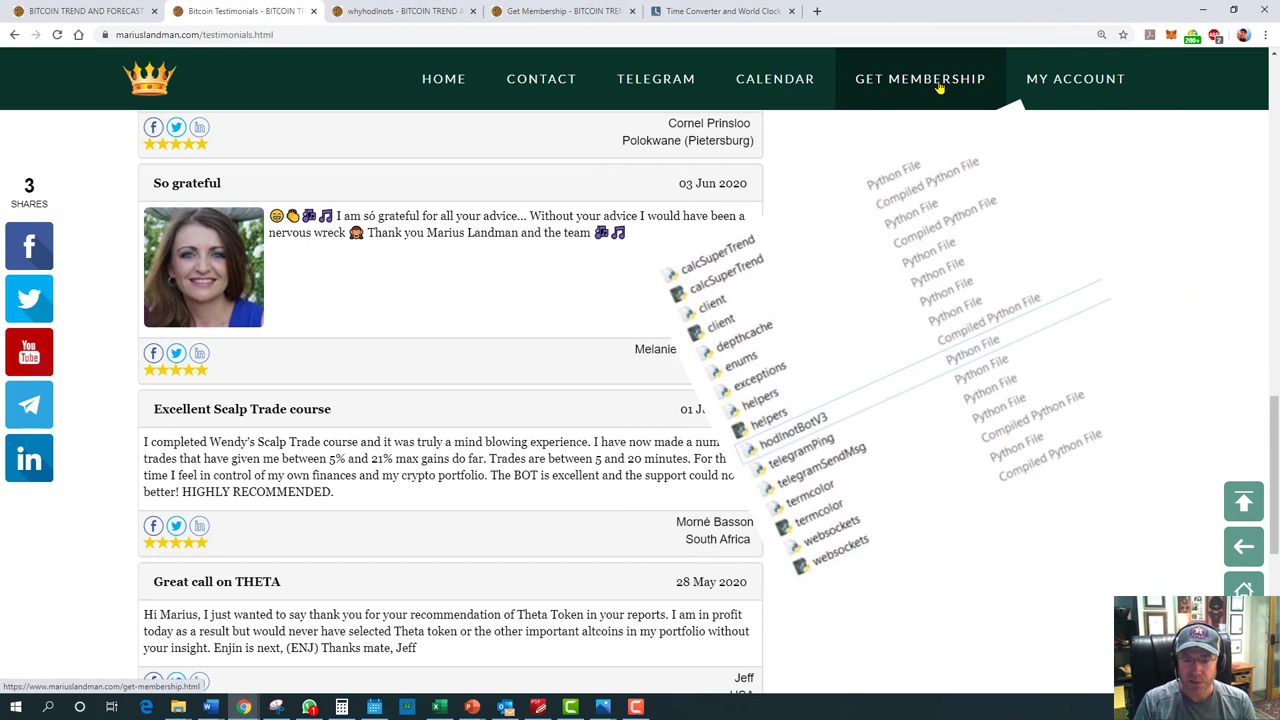 BITCOIN TREND AND FORECAST
Bitcoin Testimonials - BITCOIN TR
whyhodlnots - BITCOIN TREND A
Get Membership - BITCOIN TREN
Time Converter and World Clock
mariuslandman.com/testimonials.html
HOME
CONTACT
TELEGRAM
CALENDAR
GET MEMBERSHIP
MY ACCOUNT
Cornel Prinsloo
Polokwane (Pietersburg)
3
SHARES
So grateful
03 Jun 2020
I am só grateful for all your advice... Without your advice I would have been a
nervous wreck Thank you Marius Landman and the team
Melanie
Excellent Scalp Trade course
I completed Wendy's Scalp Trade course and it was truly a mind blowing experience. I have now made a num
trades that have given me between 5% and 21% max gains do far. Trades are between 5 and 20 minutes. For th
time I feel in control of my own finances and my crypto portfolio. The BOT is excellent and the support could no
better! HIGHLY RECOMMENDED.
Morné Basson
South Africa
Great call on THETA
28 May 2020
Hi Marius, I just wanted to say thank you for your recommendation of Theta Token in your reports. I am in profit
today as a result but would never have selected Theta token or the other important altcoins in my portfolio without
your insight. Enjin is next, (ENJ) Thanks mate, Jeff
Jeff
USA
calcSuperTrend Python File
calcSuperTrend Compiled Python File
client Python File
client Compiled Python File
depthcache Python File
enums Python File
exceptions Python File
helpers Python File
helpers Compiled Python File
hodlnotBotV3 Python File
telegramPing Python File
telegramSendMsg Python File
termcolor Python File
termcolor Compiled Python File
websockets Python File
websockets Compiled Python File
You
Tube
in
https://www.mariuslandman.com/get-membership.html